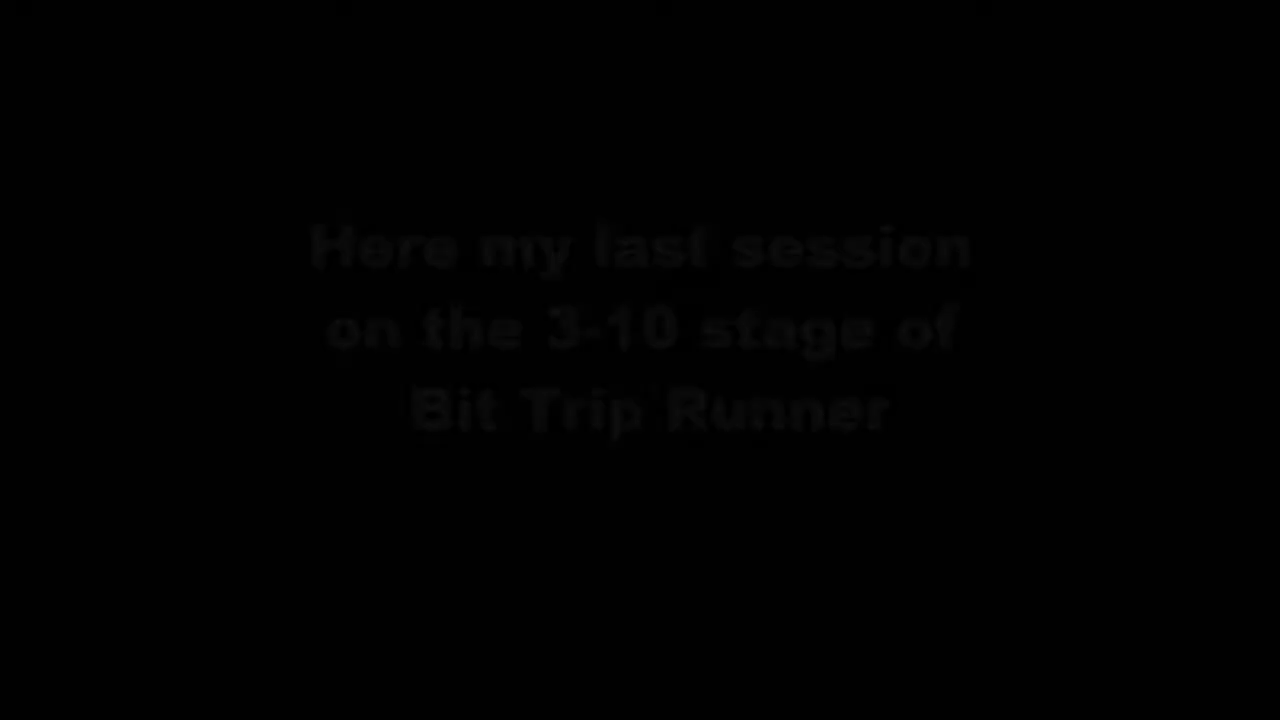 Here my last session
on the 3-10 stage of
Bit Trip Runner